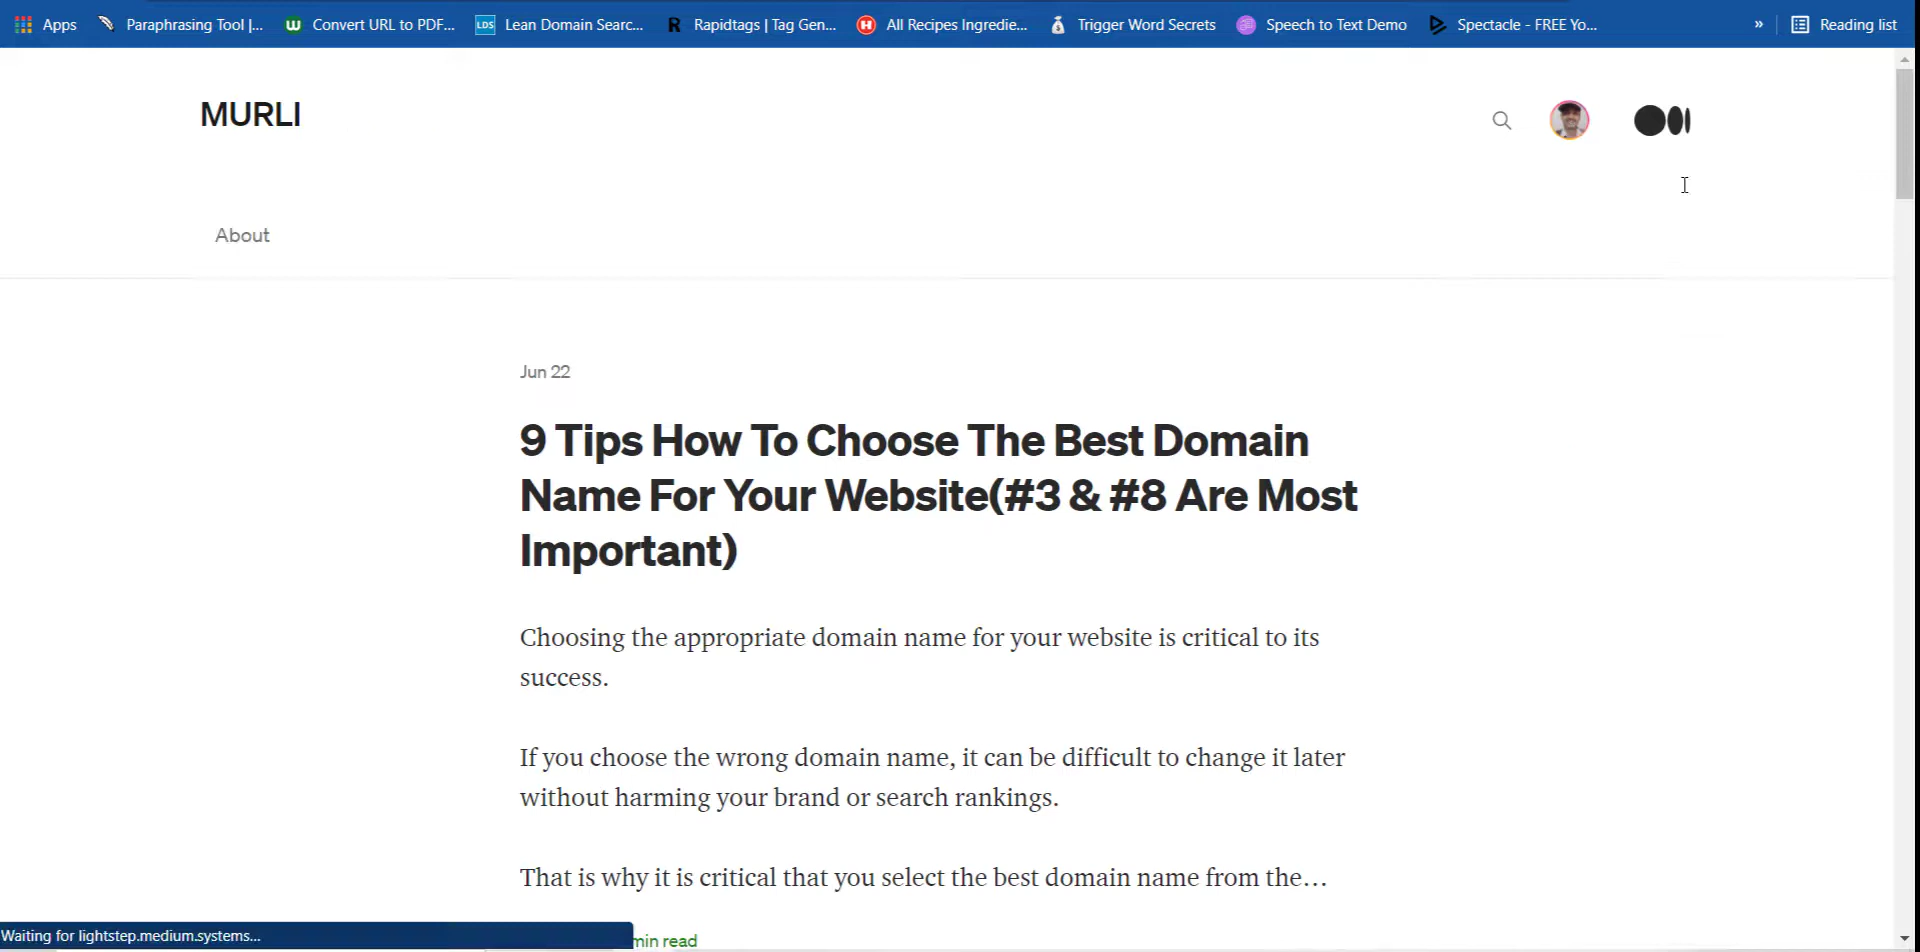 Apps Paraphrasing Tool |... W Convert URL to PDF... LDS Lean Domain Searc... R Rapidtags | Tag Gen... H All Recipes Ingredie... Trigger Word Secrets Speech to Text Demo Spectacle - FREE Yo... » Reading list
MURLI
About
Jun 22
9 Tips How To Choose The Best Domain
Name For Your Website(#3 & #8 Are Most
Important)
Choosing the appropriate domain name for your website is critical to its
success.
If you choose the wrong domain name, it can be difficult to change it later
without harming your brand or search rankings.
That is why it is critical that you select the best domain name from the...
Waiting for lightstep.medium.systems...
min read